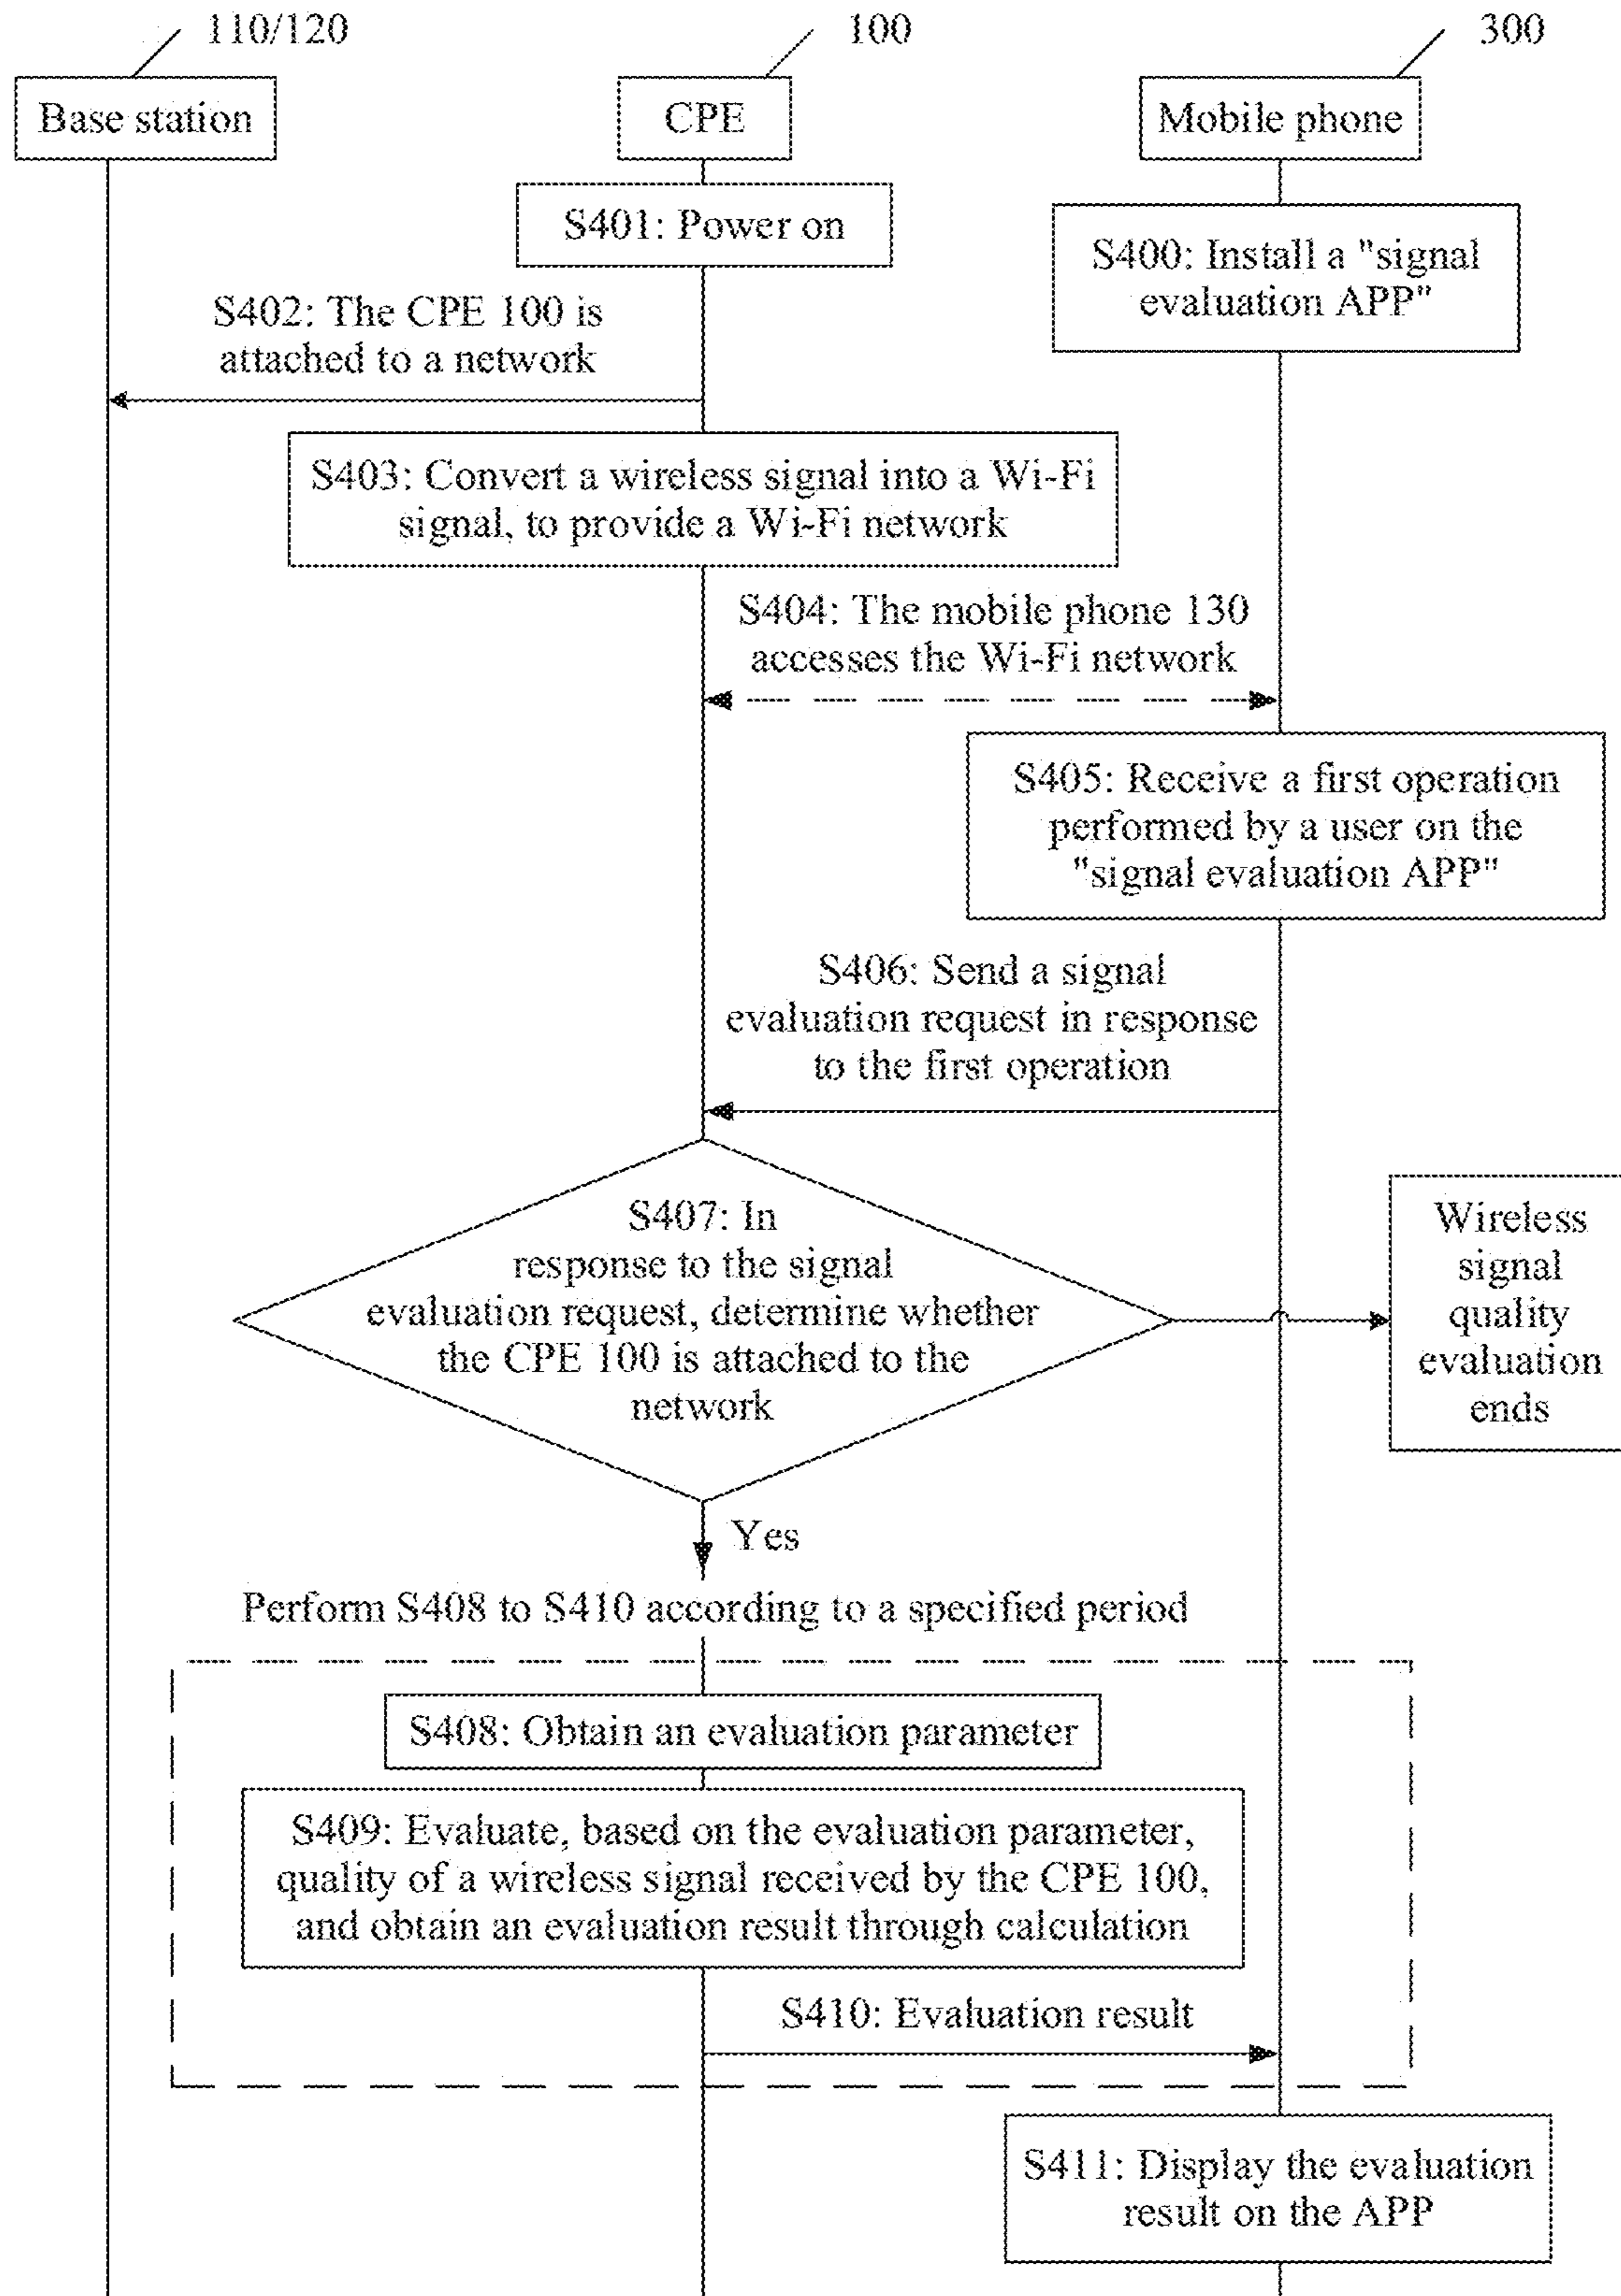 110/120
100
300
Base station
CPE
Mobile phone
S401: Power on
S400: Install a "signal
evaluation APP"
S402: The CPE 100 is
attached to a network
S403: Convert a wireless signal into a Wi-Fi
signal, to provide a Wi-Fi network
S404: The mobile phone 130
accesses the Wi-Fi network
S405: Receive a first operation
performed by a user on the
"signal evaluation APP"
S406: Send a signal
evaluation request in response
to the first operation
S407: In
response to the signal
evaluation request, determine whether
the CPE 100 is attached to the
network
Wireless
signal
quality
evaluation
ends
Yes
Perform S408 to S410 according to a specified period
S408: Obtain an evaluation parameter
S409: Evaluate, based on the evaluation parameter,
quality of a wireless signal received by the CPE 100,
and obtain an evaluation result through calculation
S410: Evaluation result
S411: Display the evaluation
result on the APP